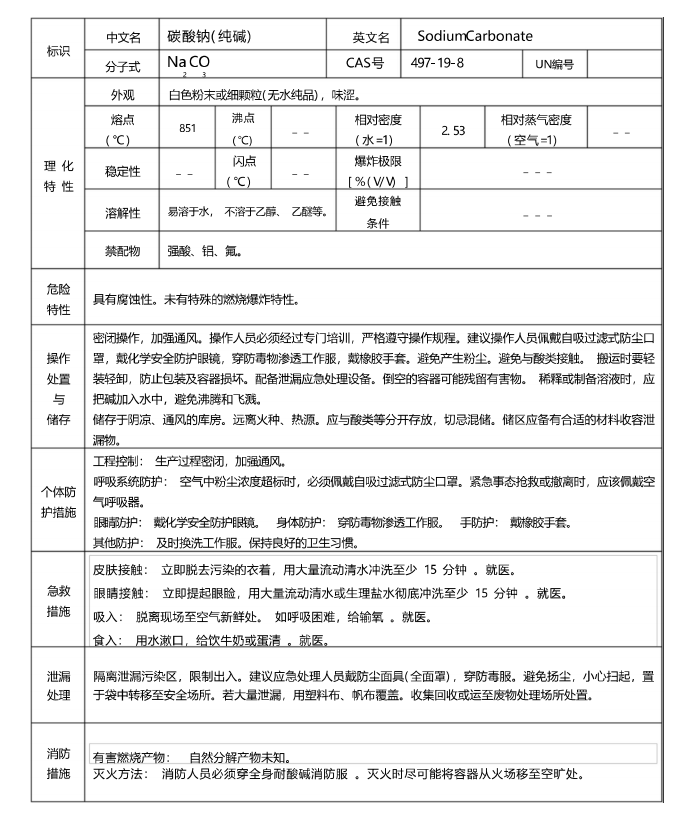 标识 中文名 碳酸钠(纯碱) 英文名 SodiumCarbonate
分子式 Na2CO3 CAS号 497-19-8 UN编号
理化特性 外观 白色粉末或细颗粒(无水纯品)，味涩。
熔点(℃) 851 沸点(℃) -- 相对密度(水=1) 2.53 相对蒸气密度(空气=1) --
稳定性 -- 闪点(℃) -- 爆炸极限[%(V/V)] ---
溶解性 易溶于水，不溶于乙醇、乙醚等。 避免接触条件 ---
禁配物 强酸、铝、氟。
危险特性 具有腐蚀性。未有特殊的燃烧爆炸特性。
操作处置与储存
密闭操作，加强通风。操作人员必须经过专门培训，严格遵守操作规程。建议操作人员佩戴自吸过滤式防尘口
罩，戴化学安全防护眼镜，穿防毒物渗透工作服，戴橡胶手套。避免产生粉尘。避免与酸类接触。 搬运时要轻
装轻卸，防止包装及容器损坏。配备泄漏应急处理设备。倒空的容器可能残留有害物。 稀释或制备溶液时，应
把碱加入水中，避免沸腾和飞溅。
储存于阴凉、通风的库房。远离火种、热源。应与酸类等分开存放，切忌混储。储区应备有合适的材料收容泄
漏物。
个体防护措施
工程控制： 生产过程密闭，加强通风。
呼吸系统防护： 空气中粉尘浓度超标时，必须佩戴自吸过滤式防尘口罩。紧急事态抢救或撤离时，应该佩戴空
气呼吸器。
眼睛防护： 戴化学安全防护眼镜。 身体防护： 穿防毒物渗透工作服。 手防护： 戴橡胶手套。
其他防护： 及时换洗工作服。保持良好的卫生习惯。
急救措施
皮肤接触： 立即脱去污染的衣着，用大量流动清水冲洗至少 15 分钟 。就医。
眼睛接触： 立即提起眼睑，用大量流动清水或生理盐水彻底冲洗至少 15 分钟 。就医。
吸入： 脱离现场至空气新鲜处。 如呼吸困难，给输氧 。就医。
食入： 用水漱口，给饮牛奶或蛋清 。就医。
泄漏处理
隔离泄漏污染区，限制出入。建议应急处理人员戴防尘面具(全面罩)，穿防毒服。避免扬尘，小心扫起，置
于袋中转移至安全场所。若大量泄漏，用塑料布、帆布覆盖。收集回收或运至废物处理场所处置。
消防措施
有害燃烧产物： 自然分解产物未知。
灭火方法： 消防人员必须穿全身耐酸碱消防服 。灭火时尽可能将容器从火场移至空旷处。